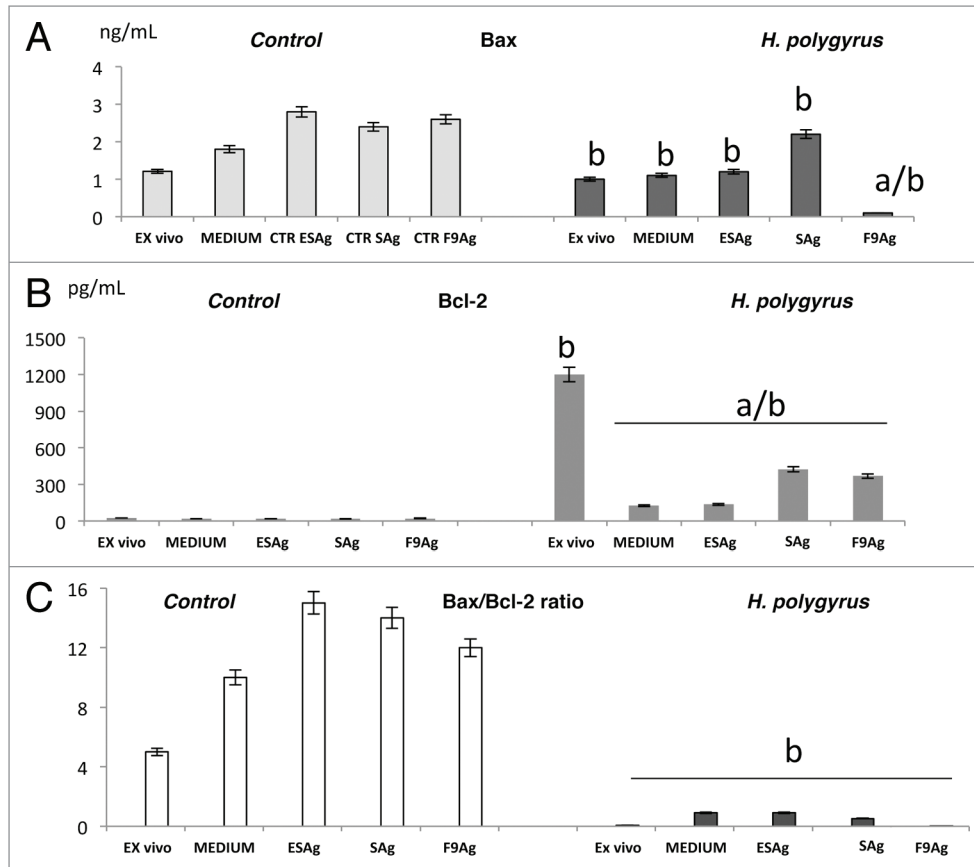 A ng/mL Control Bax H. polygyrus
4
3
2
1
0
b b b b a/b
EX vivo MEDIUM CTR ESAg CTR SAg CTR F9Ag Ex vivo MEDIUM ESAg SAg F9Ag
B pg/mL Control Bcl-2 H. polygyrus
1500
1200
900
600
300
0
b a/b
EX vivo MEDIUM ESAg SAg F9Ag Ex vivo MEDIUM ESAg SAg F9Ag
C Control Bax/Bcl-2 ratio H. polygyrus
16
12
8
4
0
b
EX vivo MEDIUM ESAg SAg F9Ag Ex vivo MEDIUM ESAg SAg F9Ag